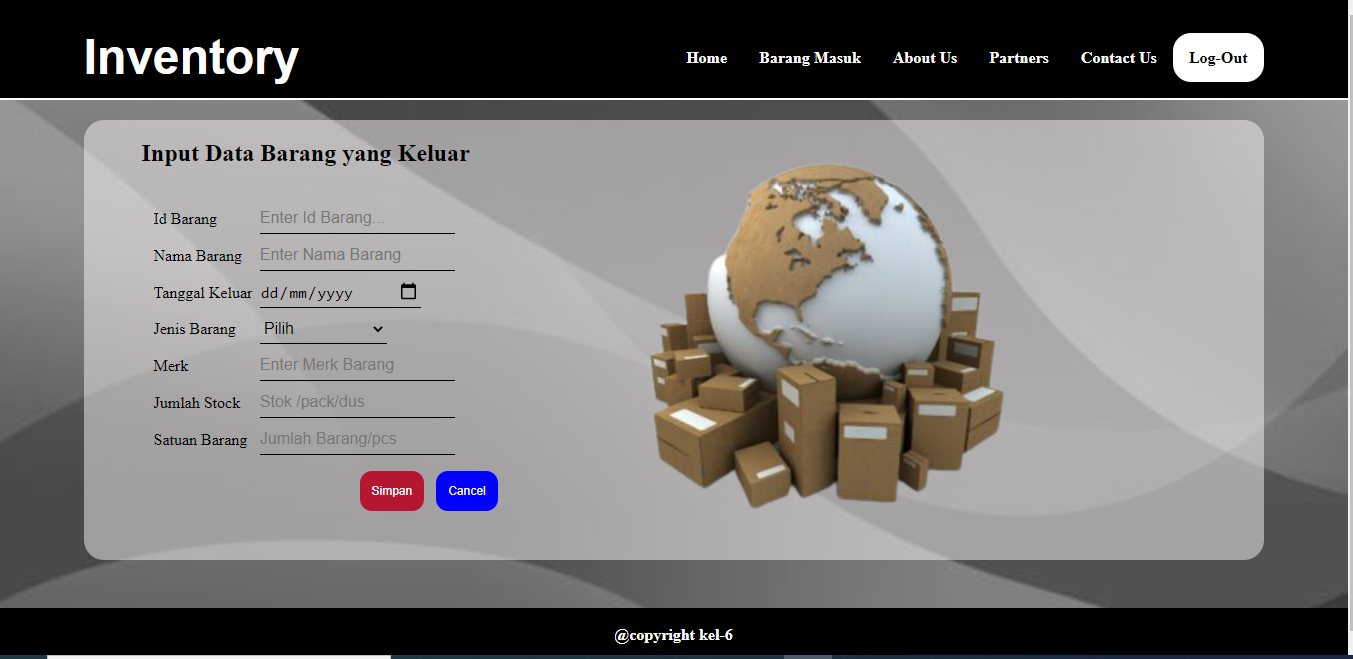 Inventory
Home Barang Masuk About Us Partners Contact Us Log-Out
Input Data Barang yang Keluar
Id Barang Enter Id Barang...
Nama Barang Enter Nama Barang
Tanggal Keluar dd/mm/yyyy
Jenis Barang Pilih
Merk Enter Merk Barang
Jumlah Stock Stok /pack/dus
Satuan Barang Jumlah Barang/pcs
Simpan Cancel
@copyright kel-6